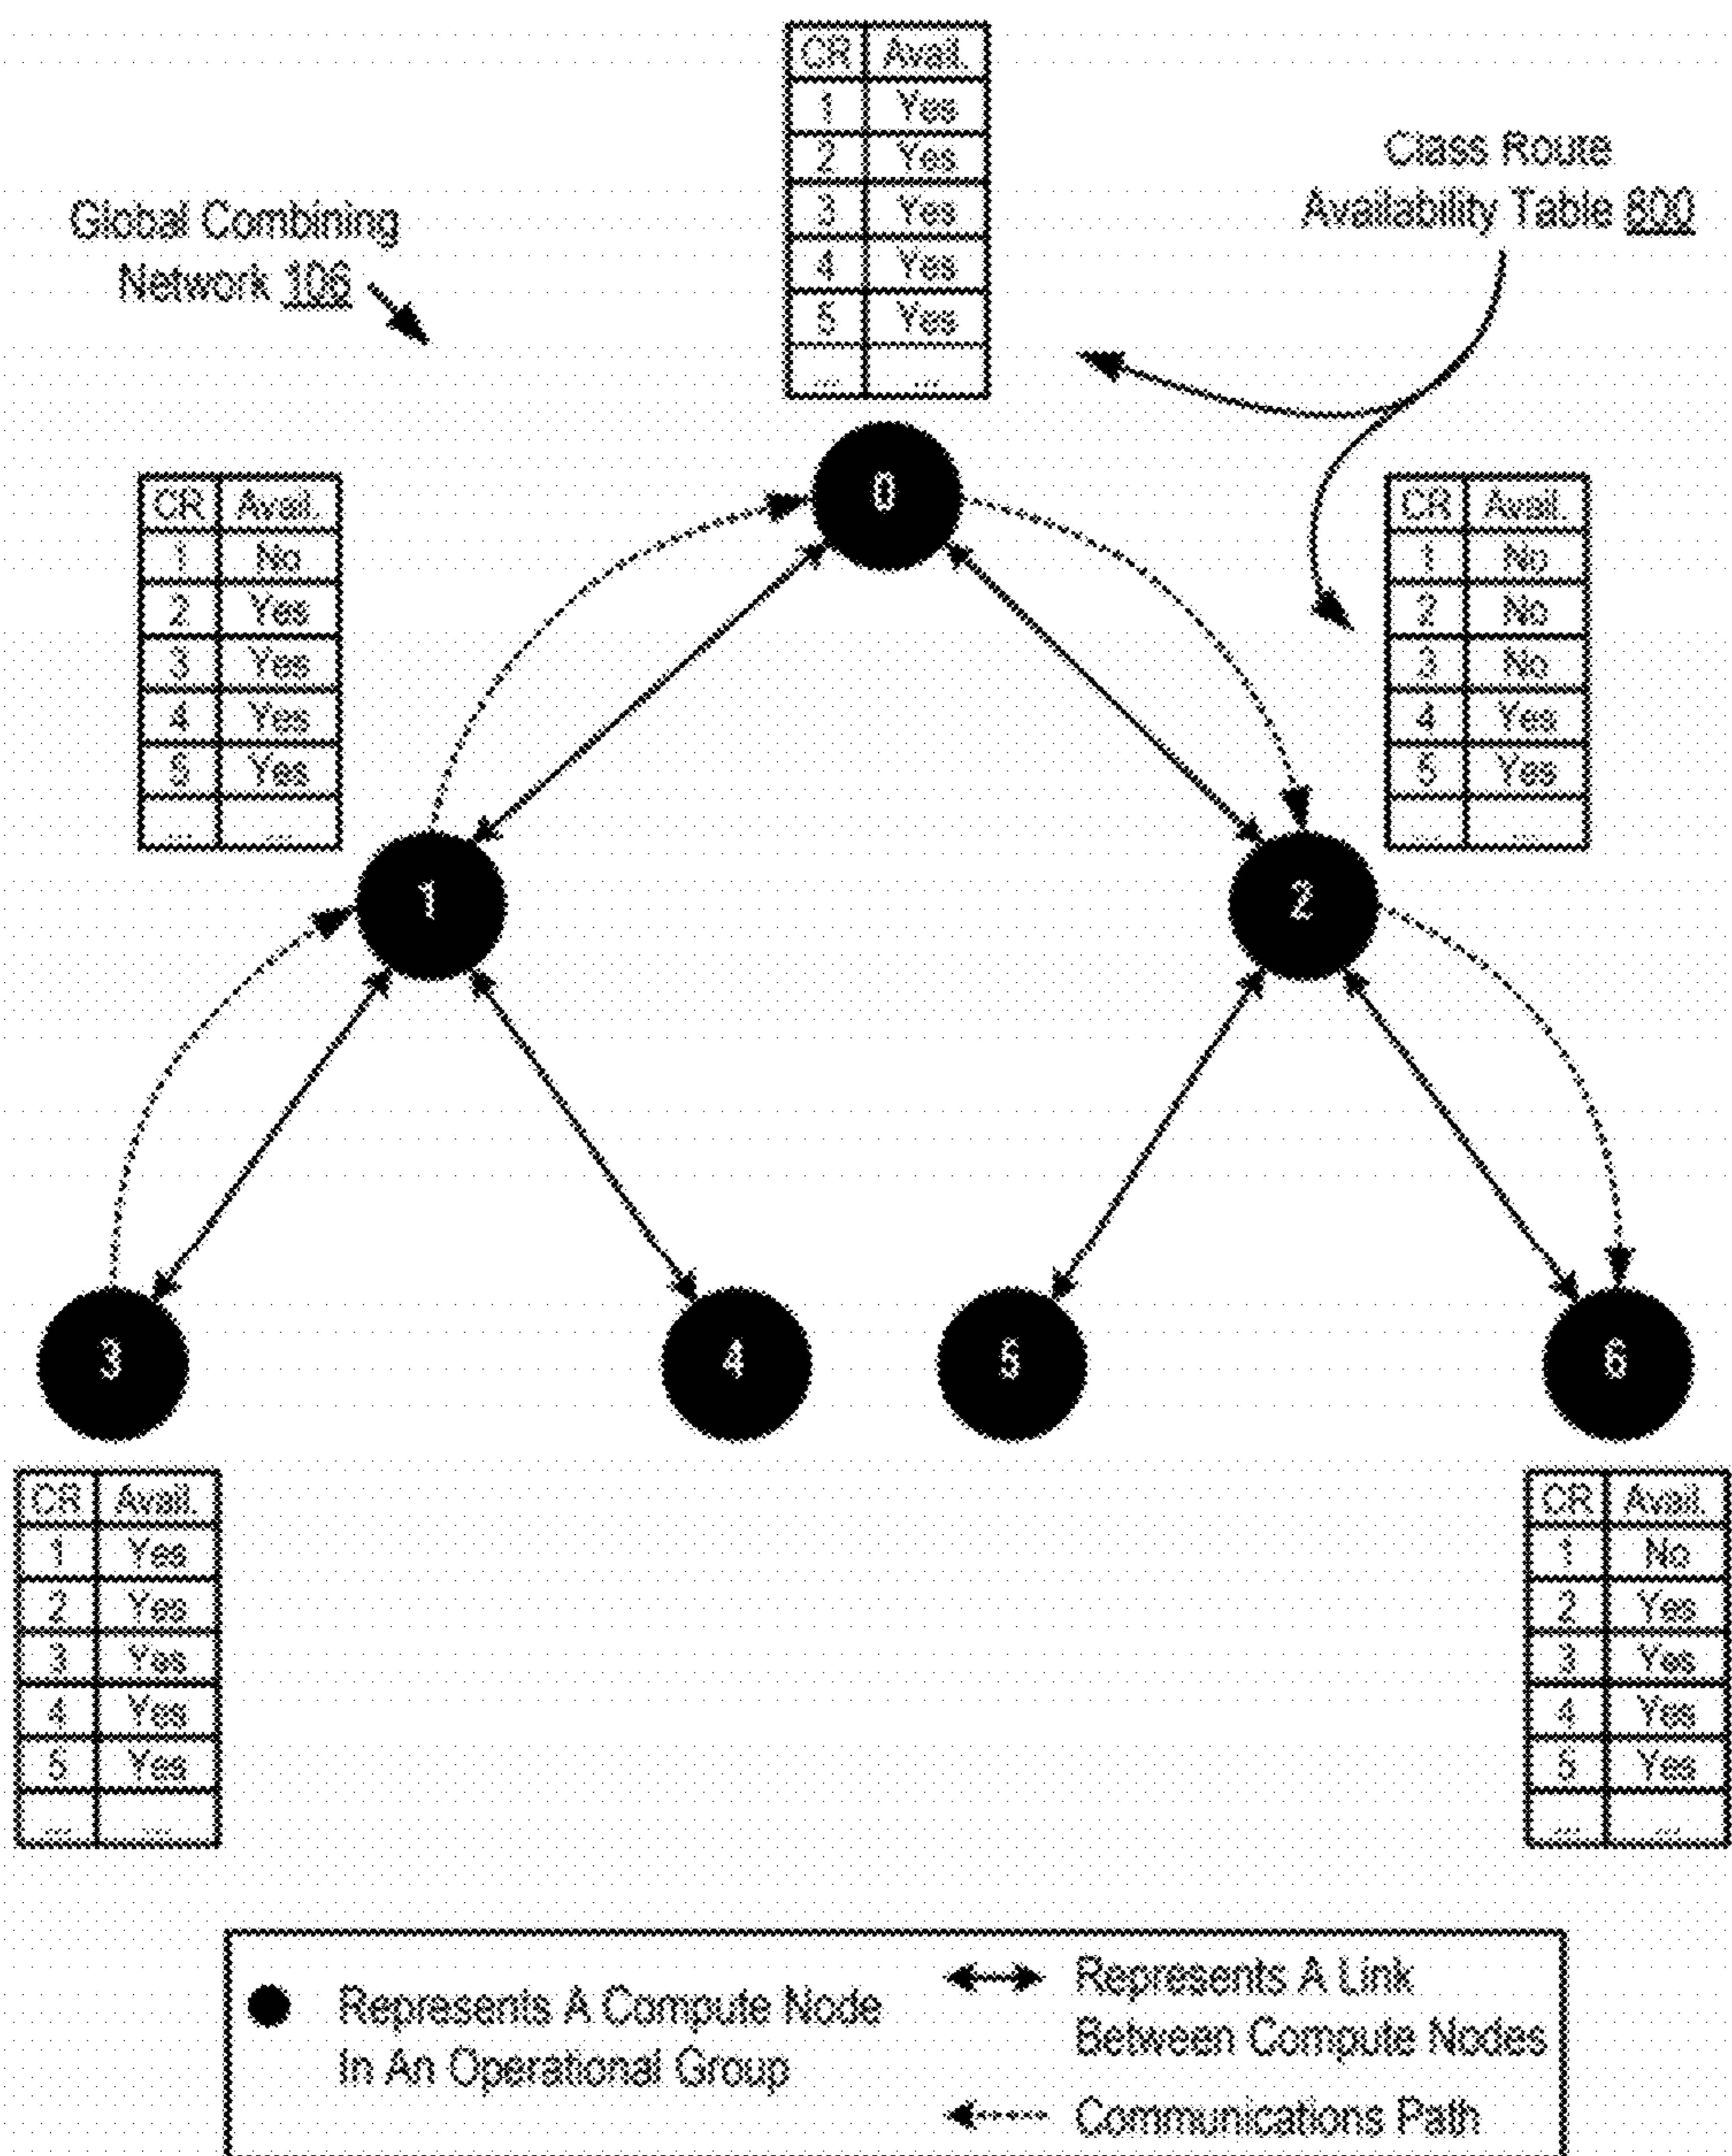 CR Avail.
1 Yes
2 Yes
3 Yes
4 Yes
5 Yes
... ...
Class Route
Availability Table 800
Global Combining
Network 106
0
CR Avail.
1 No
2 Yes
3 Yes
4 Yes
5 Yes
... ...
CR Avail.
1 No
2 No
3 No
4 Yes
5 Yes
... ...
1
2
3
4
5
6
CR Avail.
1 Yes
2 Yes
3 Yes
4 Yes
5 Yes
... ...
CR Avail.
1 No
2 Yes
3 Yes
4 Yes
5 Yes
... ...
Represents A Compute Node
In An Operational Group
Represents A Link
Between Compute Nodes
Communications Path